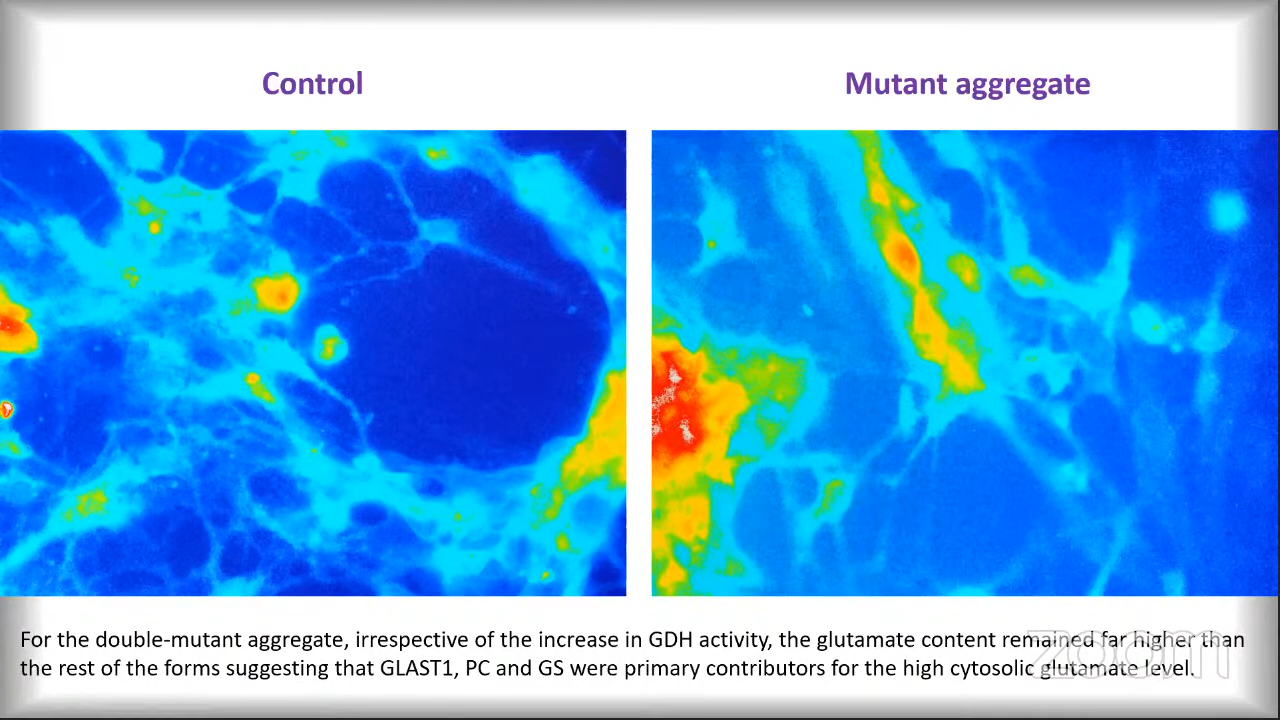 Control
Mutant aggregate
For the double-mutant aggregate, irrespective of the increase in GDH activity, the glutamate content remained far higher than
the rest of the forms suggesting that GLAST1, PC and GS were primary contributors for the high cytosolic glutamate level.
zoom